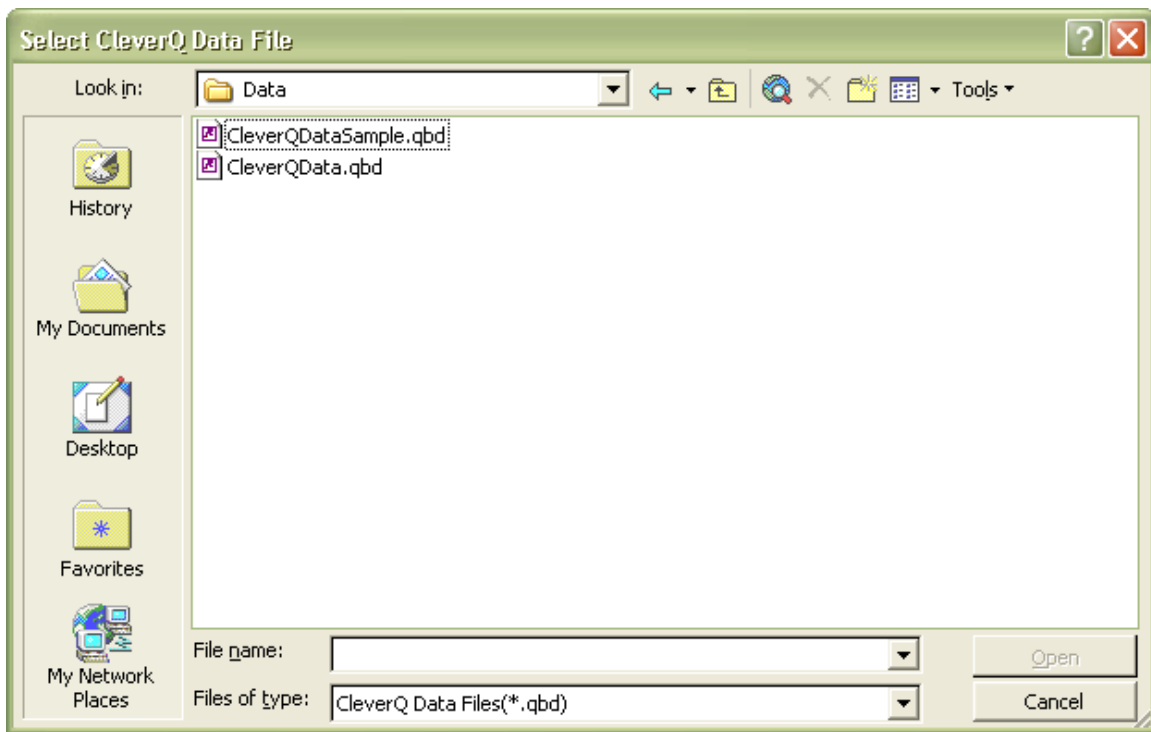 Select CleverQ Data File
Look in:
Data
Tools
CleverQDataSample.qbd
CleverQData.qbd
History
My Documents
Desktop
Favorites
My Network
Places
File name:
Open
Files of type:
CleverQ Data Files(*.qbd)
Cancel